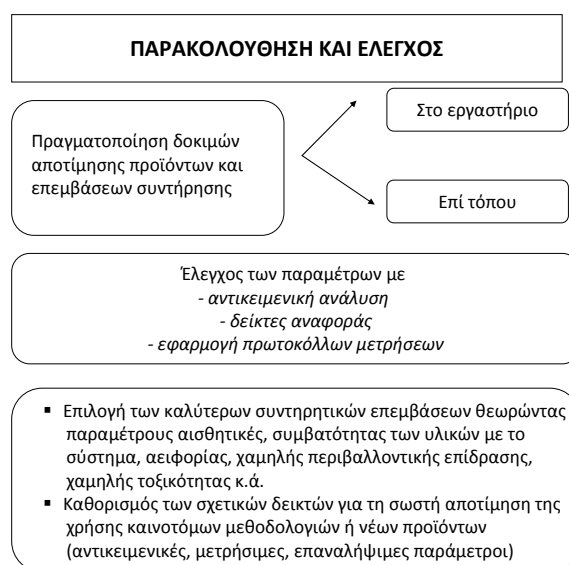 ΠΑΡΑΚΟΛΟΥΘΗΣΗ ΚΑΙ ΕΛΕΓΧΟΣ
Πραγματοποίηση δοκιμών
αποτίμησης προϊόντων και
επεμβάσεων συντήρησης
Στο εργαστήριο
Επί τόπου
Έλεγχος των παραμέτρων με
- αντικειμενική ανάλυση
- δείκτες αναφοράς
- εφαρμογή πρωτοκόλλων μετρήσεων
▪ Επιλογή των καλύτερων συντηρητικών επεμβάσεων θεωρώντας
παραμέτρους αισθητικές, συμβατότητας των υλικών με το
σύστημα, αειφορίας, χαμηλής περιβαλλοντικής επίδρασης,
χαμηλής τοξικότητας κ.ά.
▪ Καθορισμός των σχετικών δεικτών για τη σωστή αποτίμηση της
χρήσης καινοτόμων μεθοδολογιών ή νέων προϊόντων
(αντικειμενικές, μετρήσιμες, επαναλήψιμες παράμετροι)